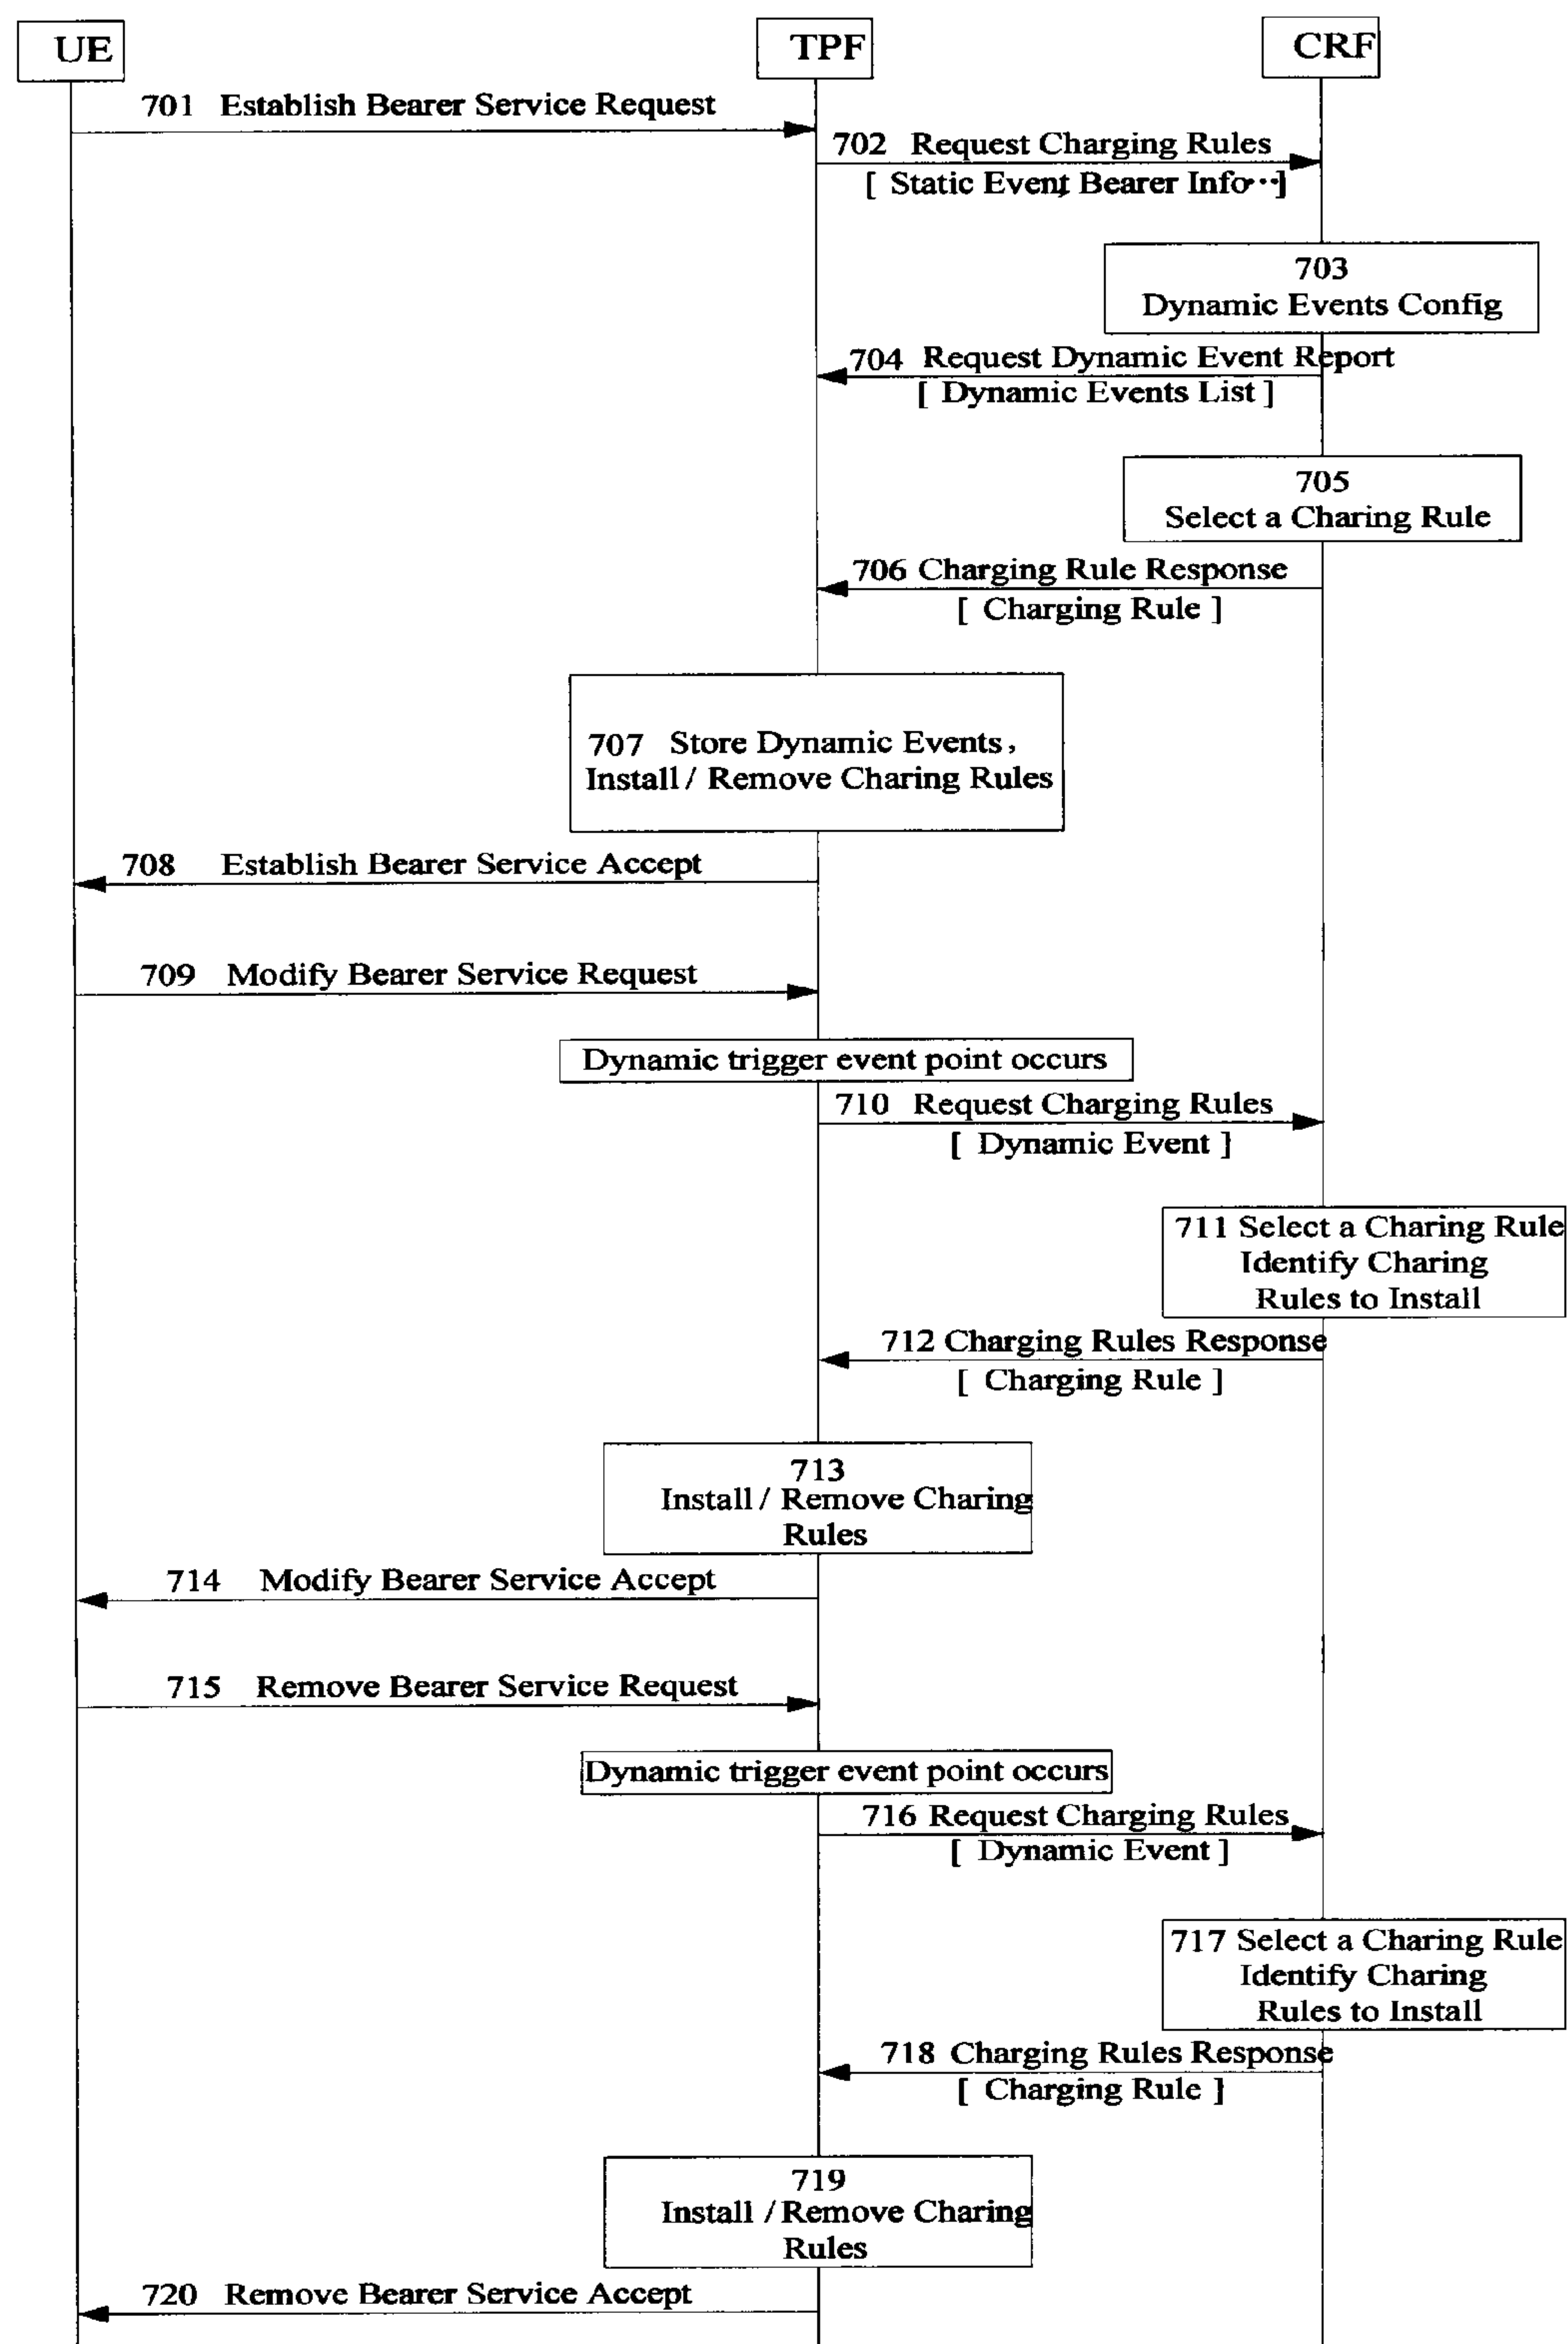 UE
TPF
CRF
701 Establish Bearer Service Request
702 Request Charging Rules
[ Static Event, Bearer Info…]
703
Dynamic Events Config
704 Request Dynamic Event Report
[ Dynamic Events List ]
705
Select a Charing Rule
706 Charging Rule Response
[ Charging Rule ]
707 Store Dynamic Events,
Install / Remove Charing Rules
708 Establish Bearer Service Accept
709 Modify Bearer Service Request
Dynamic trigger event point occurs
710 Request Charging Rules
[ Dynamic Event ]
711 Select a Charing Rule
Identify Charing
Rules to Install
712 Charging Rules Response
[ Charging Rule ]
713
Install / Remove Charing
Rules
714 Modify Bearer Service Accept
715 Remove Bearer Service Request
Dynamic trigger event point occurs
716 Request Charging Rules
[ Dynamic Event ]
717 Select a Charing Rule
Identify Charing
Rules to Install
718 Charging Rules Response
[ Charging Rule ]
719
Install / Remove Charing
Rules
720 Remove Bearer Service Accept